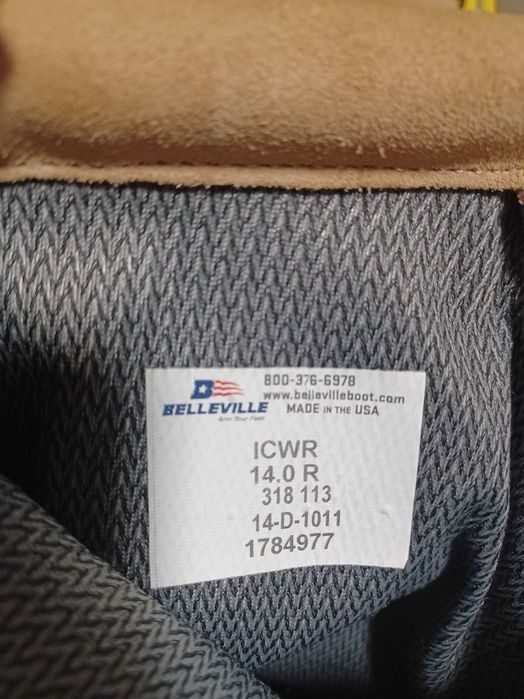 800-376-6978
www.bellevilleboot.com
BELLEVILLE
MADE IN THE USA
Arm Your Feet.
ICWR
14.0 R
318 113
14-D-1011
1784977